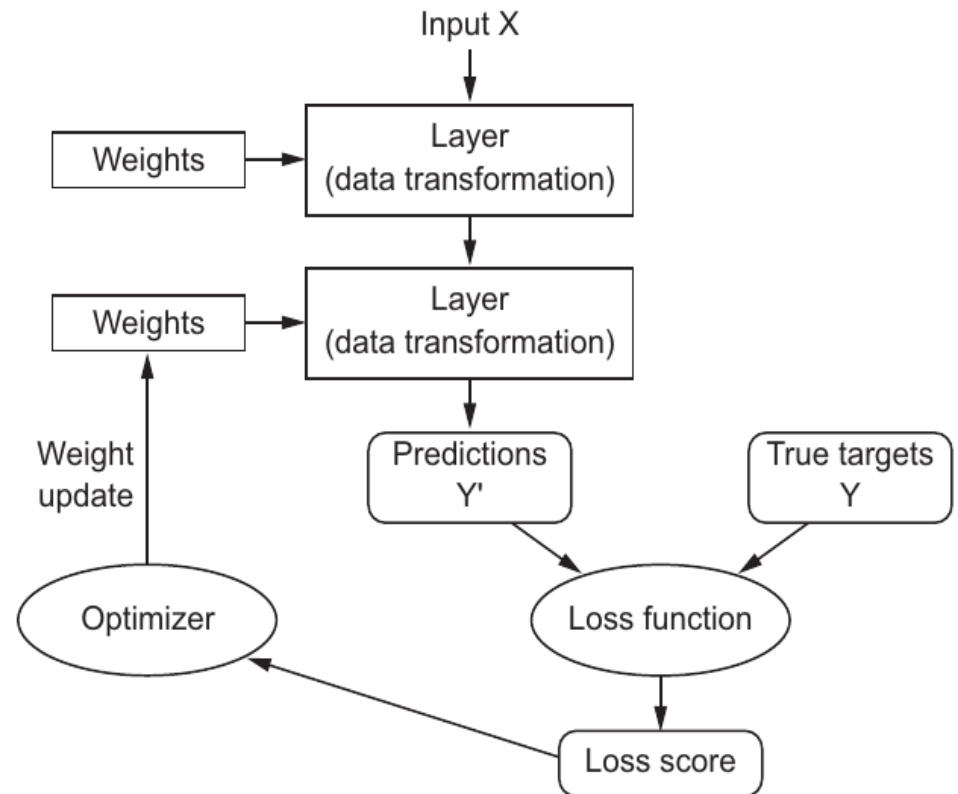 Input X
Layer
(data transformation)
Weights
Layer
(data transformation)
Weights
Weight
update
Predictions
Y'
True targets
Y
Optimizer
Loss function
Loss score